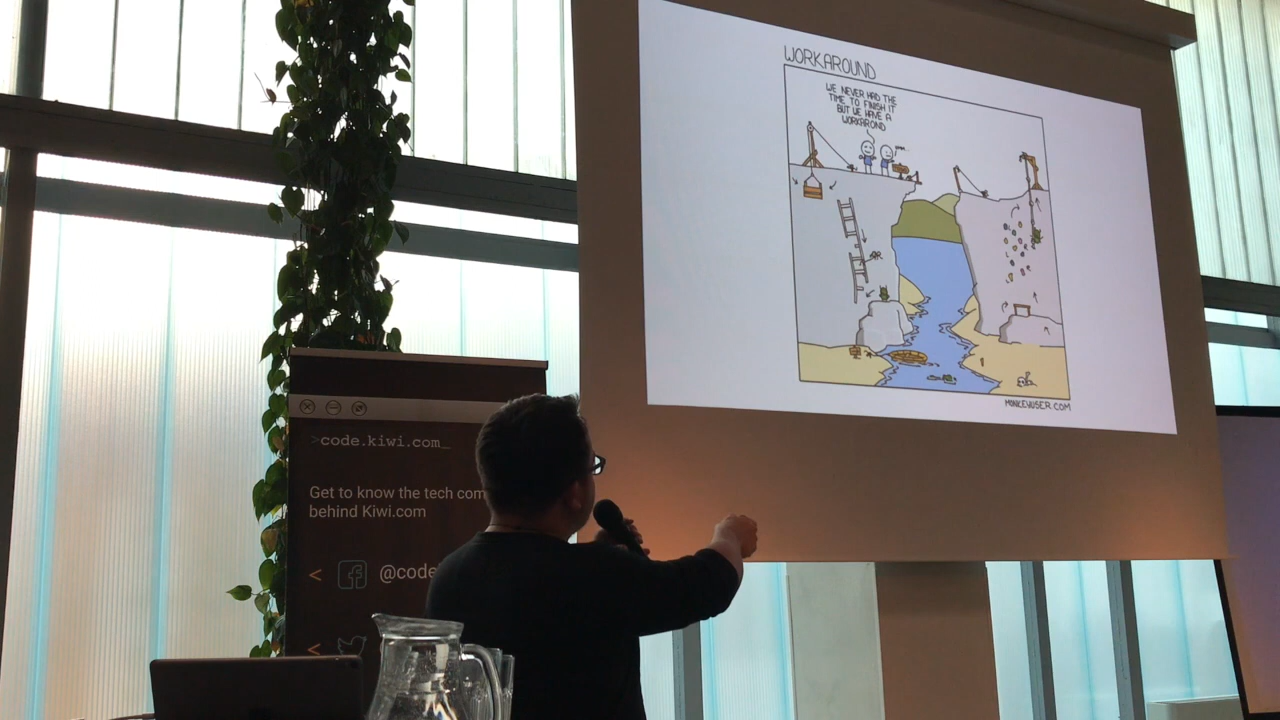 WORKAROUND
WE NEVER HAD THE
TIME TO FINISH IT
BUT WE HAVE A
WORKAROND
MONKEYUSER.COM
>code.kiwi.com_
Get to know the tech com
behind Kiwi.com
< @code
<